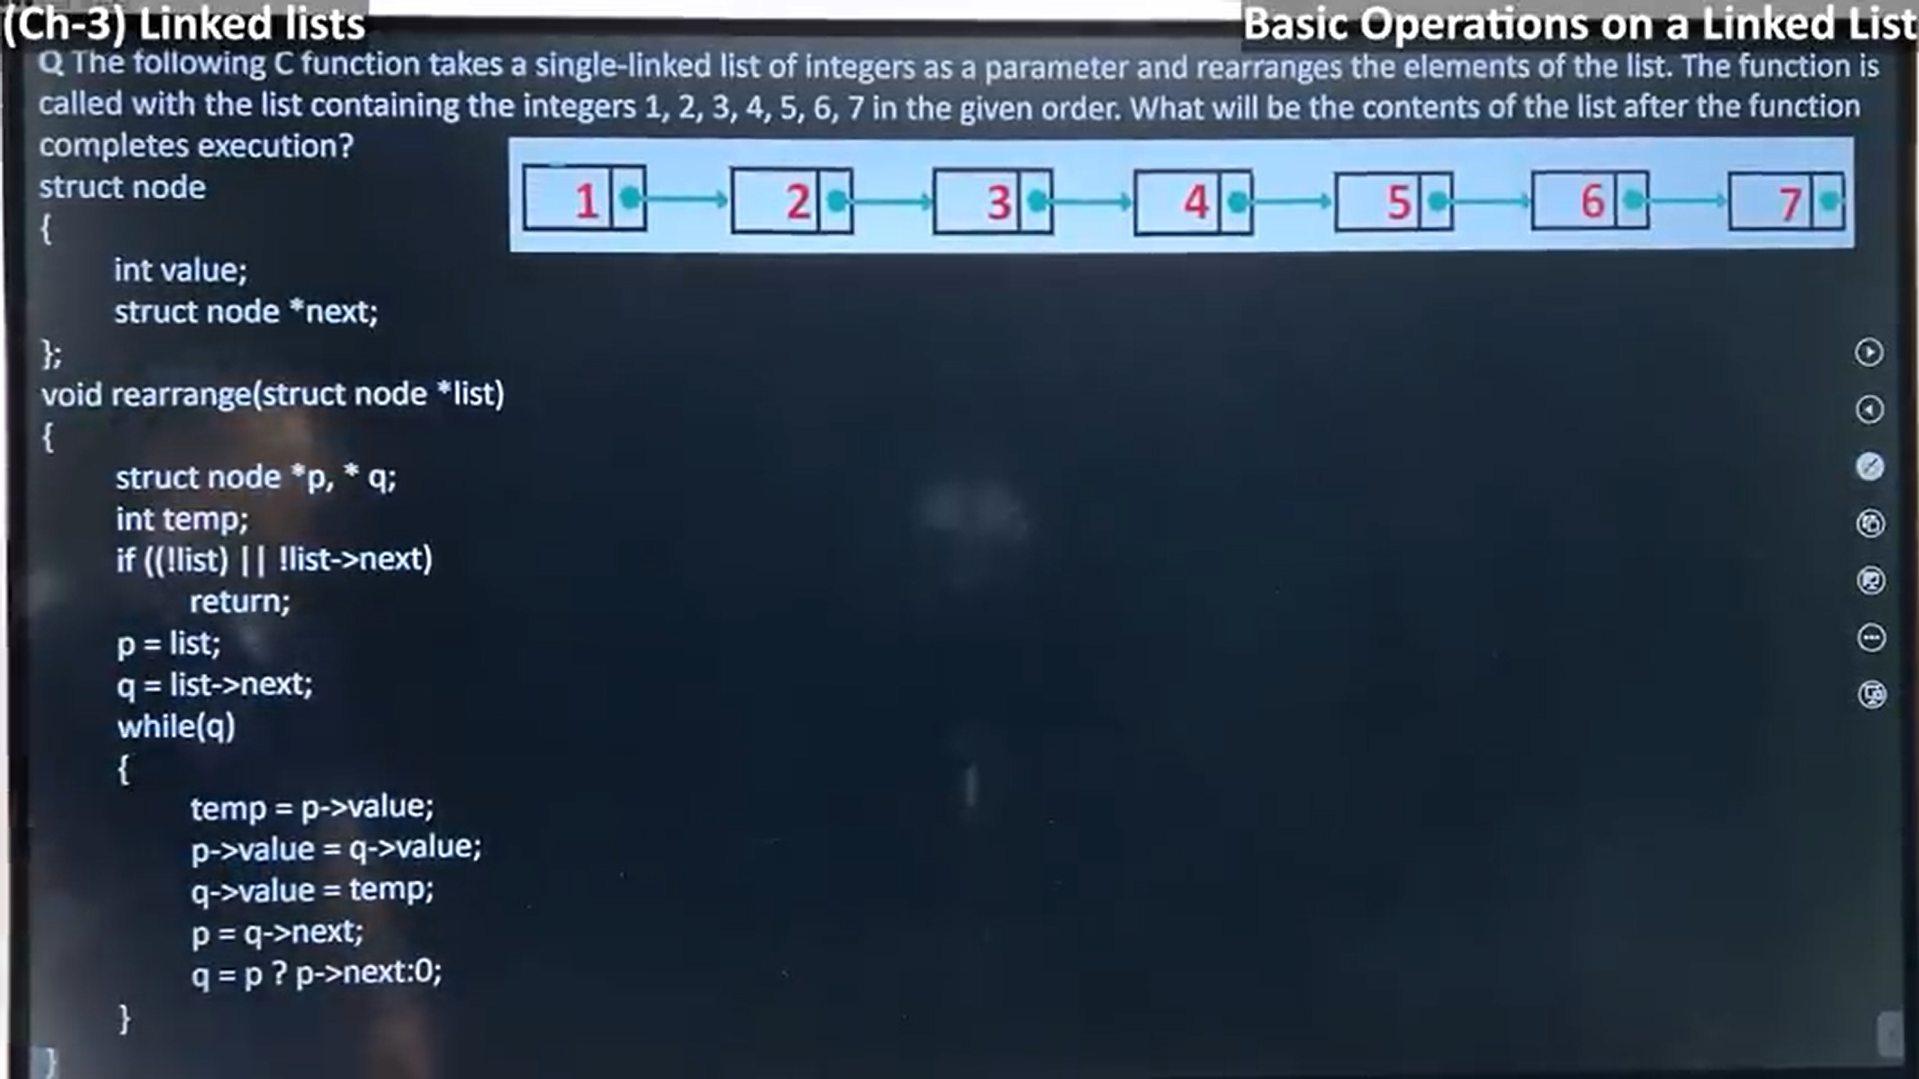 (Ch-3) Linked lists
Basic Operations on a Linked List
Q The following C function takes a single-linked list of integers as a parameter and rearranges the elements of the list. The function is
called with the list containing the integers 1, 2, 3, 4, 5, 6, 7 in the given order. What will be the contents of the list after the function
completes execution?
1 2 3 4 5 6 7
struct node
{
int value;
struct node *next;
};
void rearrange(struct node *list)
{
struct node *p, * q;
int temp;
if ((!list) || !list->next)
return;
p = list;
q = list->next;
while(q)
{
temp = p->value;
p->value = q->value;
q->value = temp;
p = q->next;
q = p ? p->next:0;
}
}